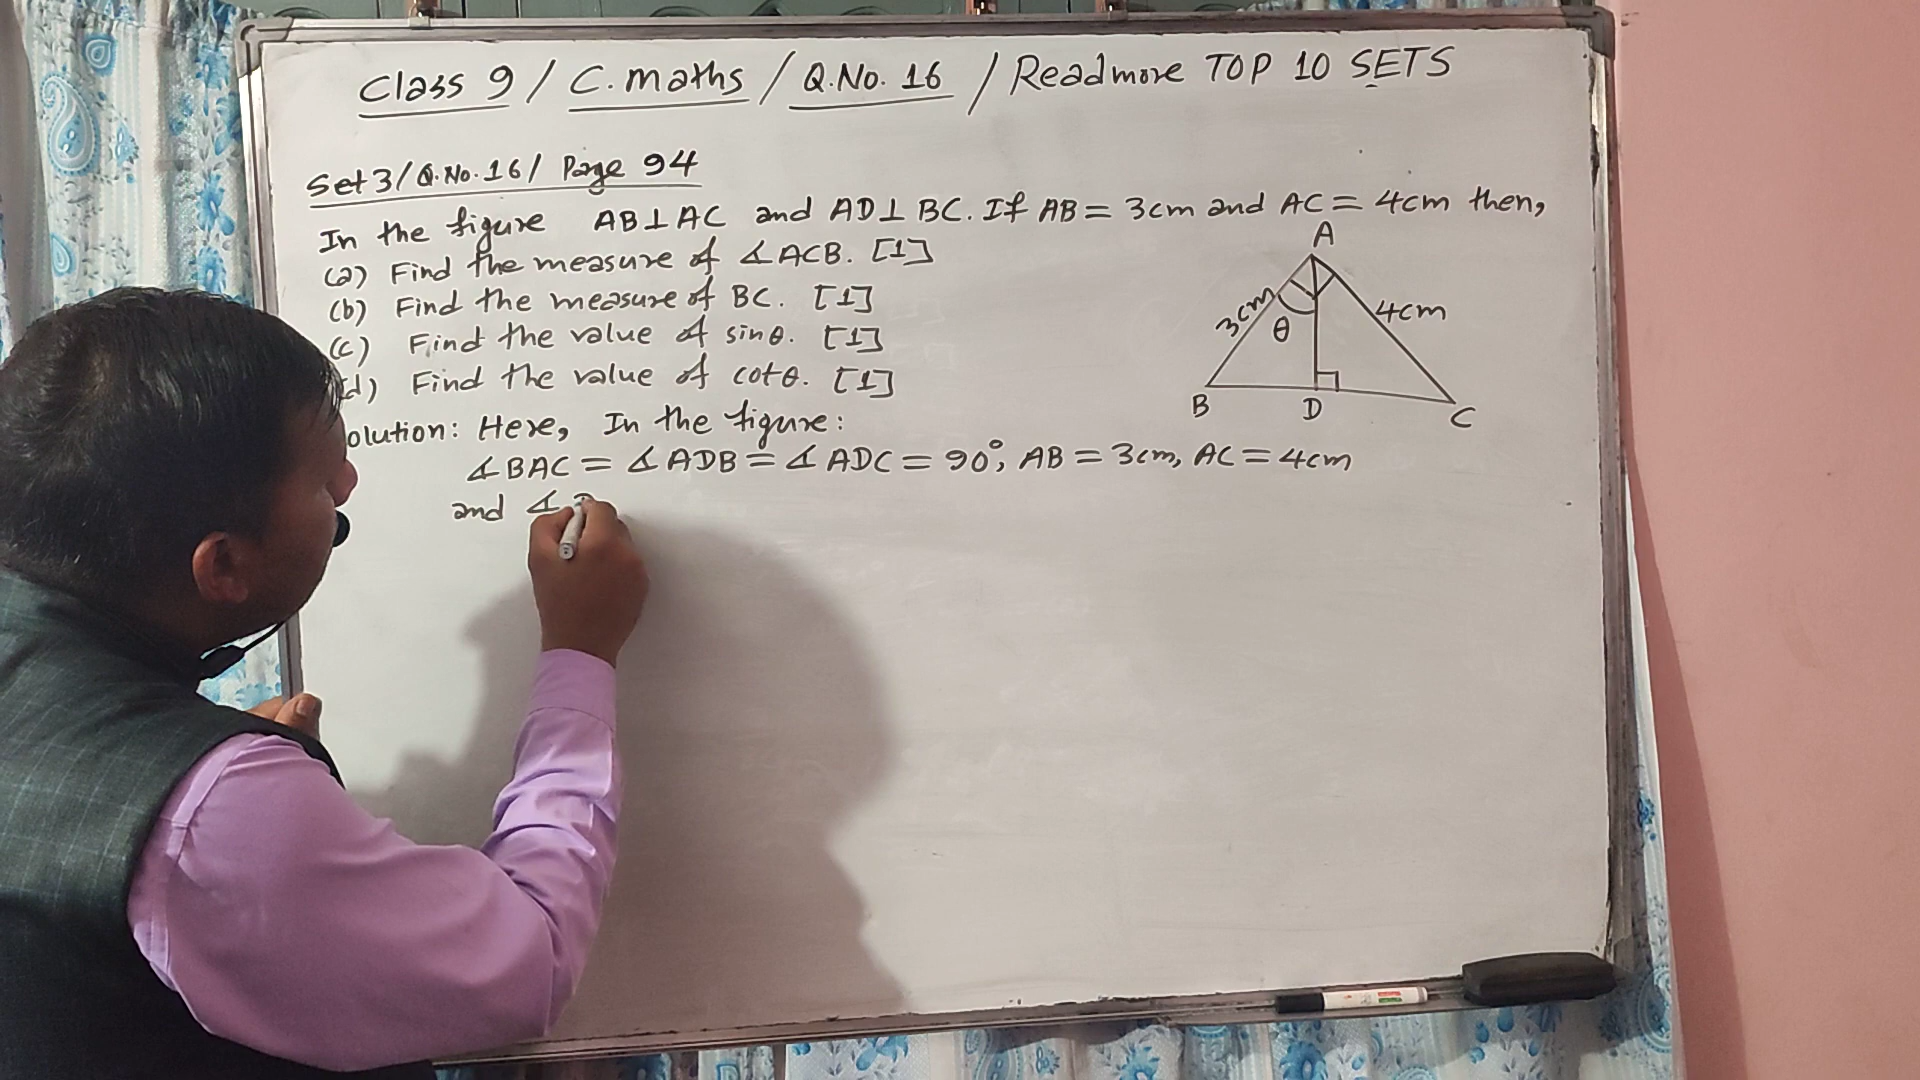 Class 9 / C. maths / Q.No. 16 / Readmore TOP 10 SETS
Set 3/Q.No.16/ Page 94
In the figure AB⊥AC and AD⊥BC. If AB = 3cm and AC = 4cm then,
(a) Find the measure of ∡ACB. [1]
(b) Find the measure of BC. [1]
(c) Find the value of sinθ. [1]
d) Find the value of cotθ. [1]
A
3cm
θ
4cm
B
D
C
olution: Here, In the figure:
∡BAC = ∡ADB = ∡ADC = 90°, AB = 3cm, AC = 4cm
and ∡